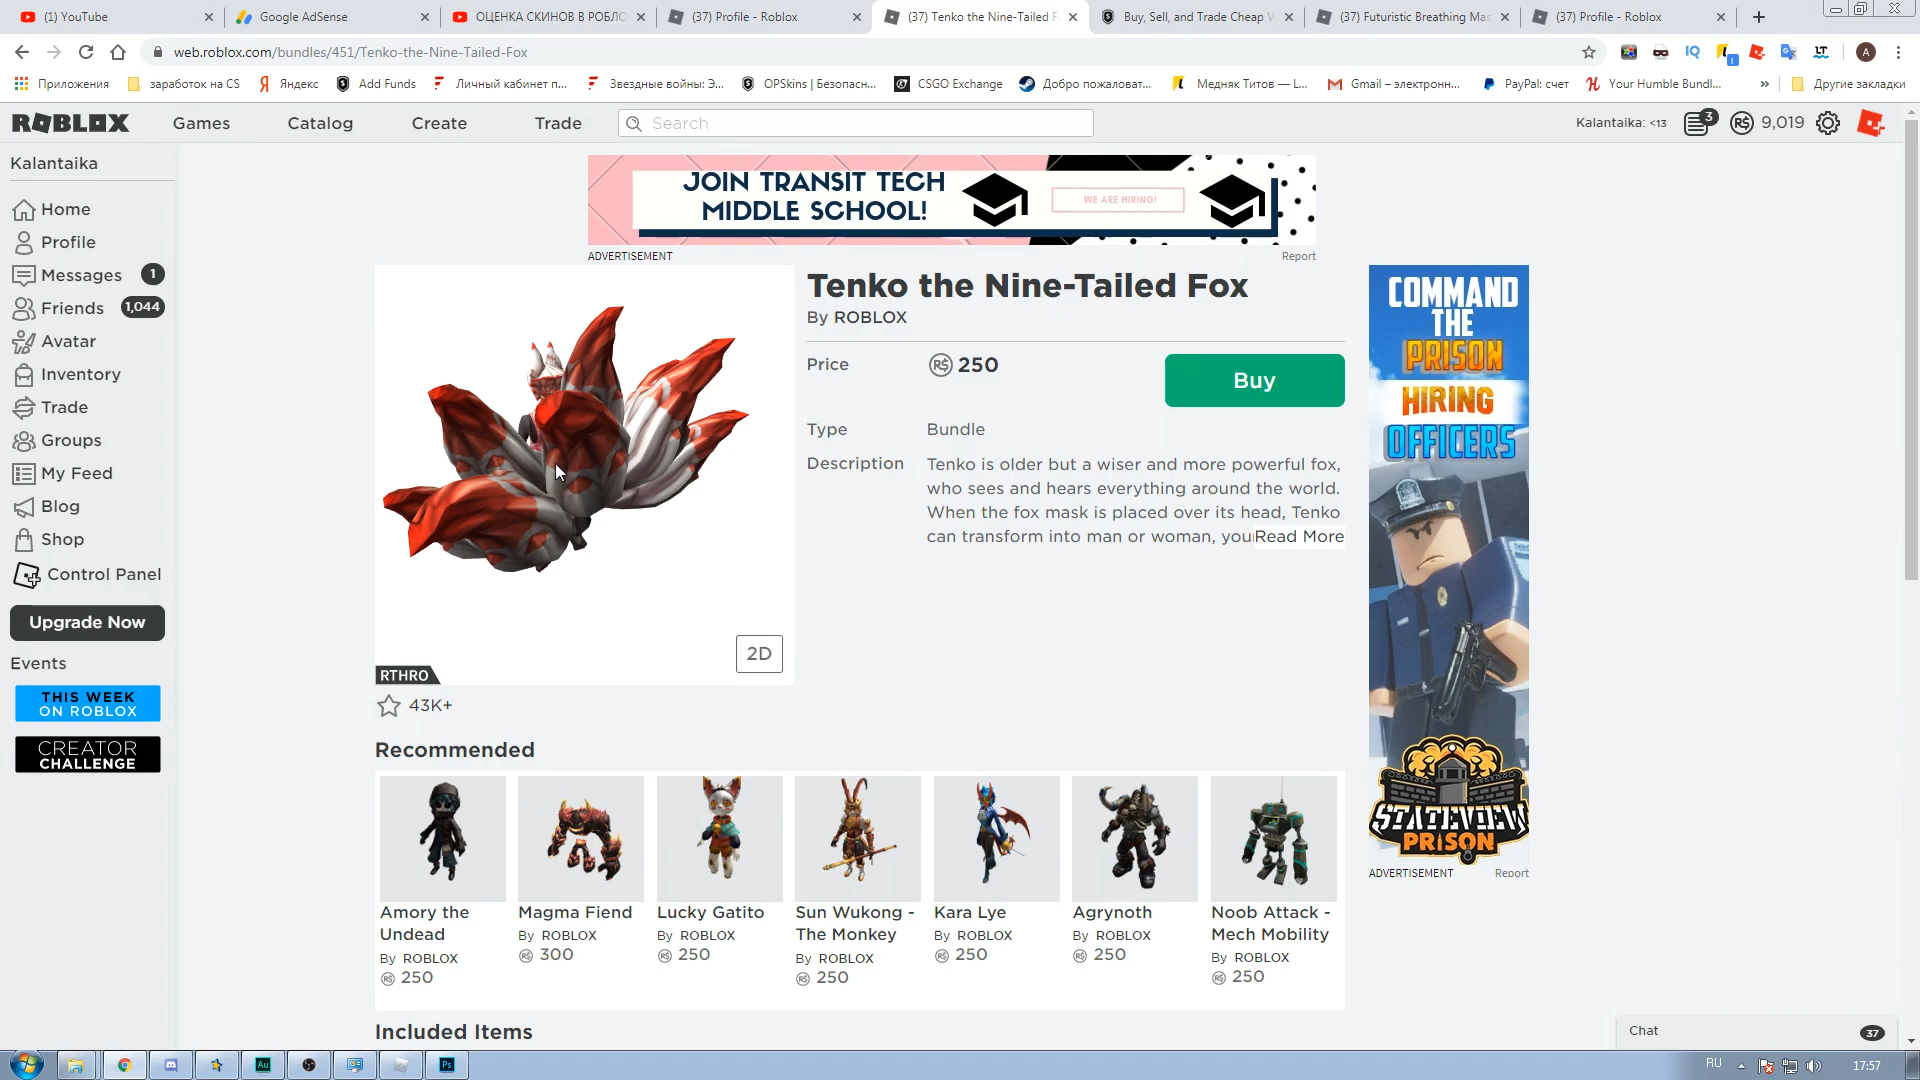 (1) YouTube
Google AdSense
ОЦЕНКА СКИНОВ В РОБЛО
(37) Profile - Roblox
(37) Tenko the Nine-Tailed F
Buy, Sell, and Trade Cheap V
(37) Futuristic Breathing Mas
(37) Profile - Roblox
web.roblox.com/bundles/451/Tenko-the-Nine-Tailed-Fox
Приложения
заработок на CS
Яндекс
Add Funds
Личный кабинет п...
Звездные войны: Э...
OPSkins | Безопасн...
CSGO Exchange
Добро пожаловат...
Медняк Титов — L...
Gmail – электронн...
PayPal: счет
Your Humble Bundl...
»
Другие закладки
ROBLOX
Games
Catalog
Create
Trade
Search
Kalantaika: <13
3
9,019
Kalantaika
Home
Profile
Messages 1
Friends 1,044
Avatar
Inventory
Trade
Groups
My Feed
Blog
Shop
Control Panel
Upgrade Now
Events
THIS WEEK
ON ROBLOX
CREATOR
CHALLENGE
JOIN TRANSIT TECH
MIDDLE SCHOOL!
WE ARE HIRING!
ADVERTISEMENT
Report
Tenko the Nine-Tailed Fox
By ROBLOX
Price
250
Buy
Type
Bundle
Description
Tenko is older but a wiser and more powerful fox,
who sees and hears everything around the world.
When the fox mask is placed over its head, Tenko
can transform into man or woman, you Read More
2D
RTHRO
43K+
COMMAND
THE
PRISON
HIRING
OFFICERS
STATEVIEW
PRISON
ADVERTISEMENT
Report
Recommended
Amory the
Undead
By ROBLOX
250
Magma Fiend
By ROBLOX
300
Lucky Gatito
By ROBLOX
250
Sun Wukong -
The Monkey
By ROBLOX
250
Kara Lye
By ROBLOX
250
Agrynoth
By ROBLOX
250
Noob Attack -
Mech Mobility
By ROBLOX
250
Included Items
Chat
37
RU
17:57